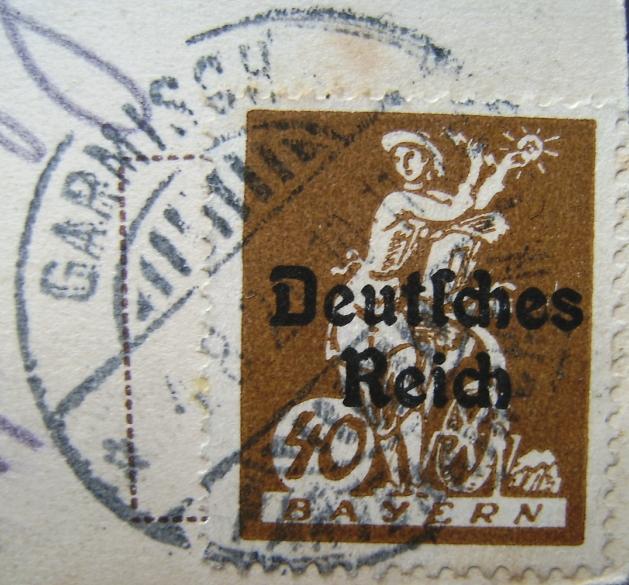 GARMISCH
Deutsches
Reich
40
BAYERN